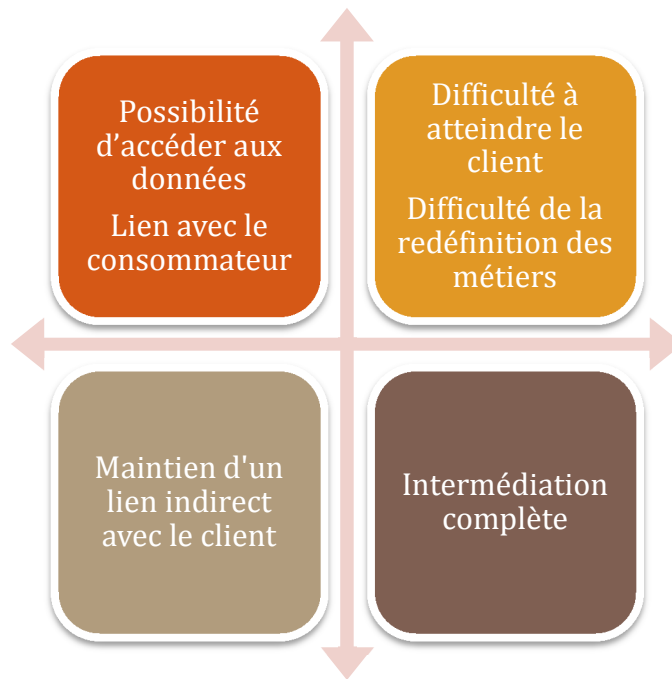 Possibilité
d’accéder aux
données
Lien avec le
consommateur
Difficulté à
atteindre le
client
Difficulté de la
redéfinition des
métiers
Maintien d'un
lien indirect
avec le client
Intermédiation
complète